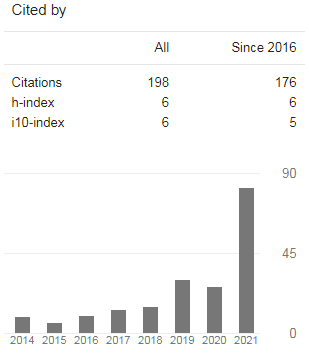 Cited by
All Since 2016
Citations 198 176
h-index 6 6
i10-index 6 5
90
45
0
2014 2015 2016 2017 2018 2019 2020 2021